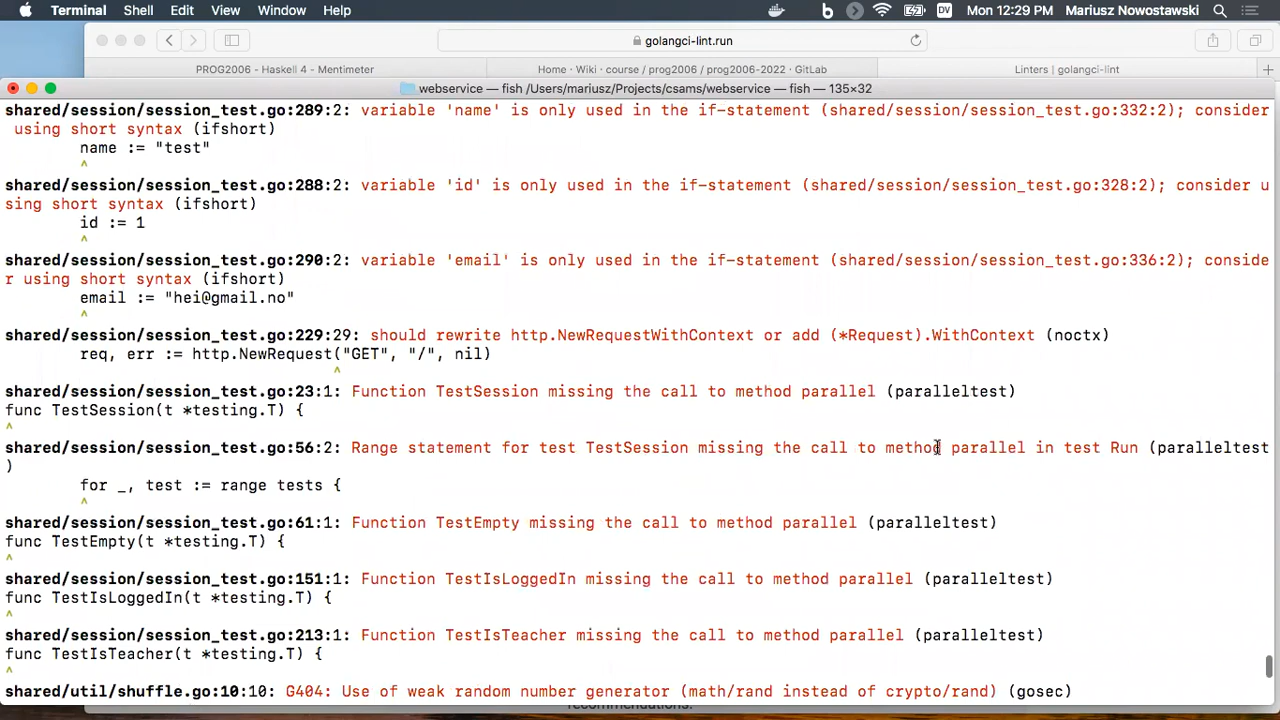 Terminal Shell Edit View Window Help DV Mon 12:29 PM Mariusz Nowostawski
golangci-lint.run
PROG2006 - Haskell 4 - Mentimeter Home · Wiki · course / prog2006 / prog2006-2022 · GitLab Linters | golangci-lint
webservice — fish /Users/mariusz/Projects/csams/webservice — fish — 135×32
shared/session/session_test.go:289:2: variable 'name' is only used in the if-statement (shared/session/session_test.go:332:2); consider
using short syntax (ifshort)
name := "test"
^
shared/session/session_test.go:288:2: variable 'id' is only used in the if-statement (shared/session/session_test.go:328:2); consider u
sing short syntax (ifshort)
id := 1
^
shared/session/session_test.go:290:2: variable 'email' is only used in the if-statement (shared/session/session_test.go:336:2); conside
r using short syntax (ifshort)
email := "hei@gmail.no"
^
shared/session/session_test.go:229:29: should rewrite http.NewRequestWithContext or add (*Request).WithContext (noctx)
req, err := http.NewRequest("GET", "/", nil)
^
shared/session/session_test.go:23:1: Function TestSession missing the call to method parallel (paralleltest)
func TestSession(t *testing.T) {
^
shared/session/session_test.go:56:2: Range statement for test TestSession missing the call to method parallel in test Run (paralleltest
)
for _, test := range tests {
^
shared/session/session_test.go:61:1: Function TestEmpty missing the call to method parallel (paralleltest)
func TestEmpty(t *testing.T) {
^
shared/session/session_test.go:151:1: Function TestIsLoggedIn missing the call to method parallel (paralleltest)
func TestIsLoggedIn(t *testing.T) {
^
shared/session/session_test.go:213:1: Function TestIsTeacher missing the call to method parallel (paralleltest)
func TestIsTeacher(t *testing.T) {
^
shared/util/shuffle.go:10:10: G404: Use of weak random number generator (math/rand instead of crypto/rand) (gosec)
recommendations.